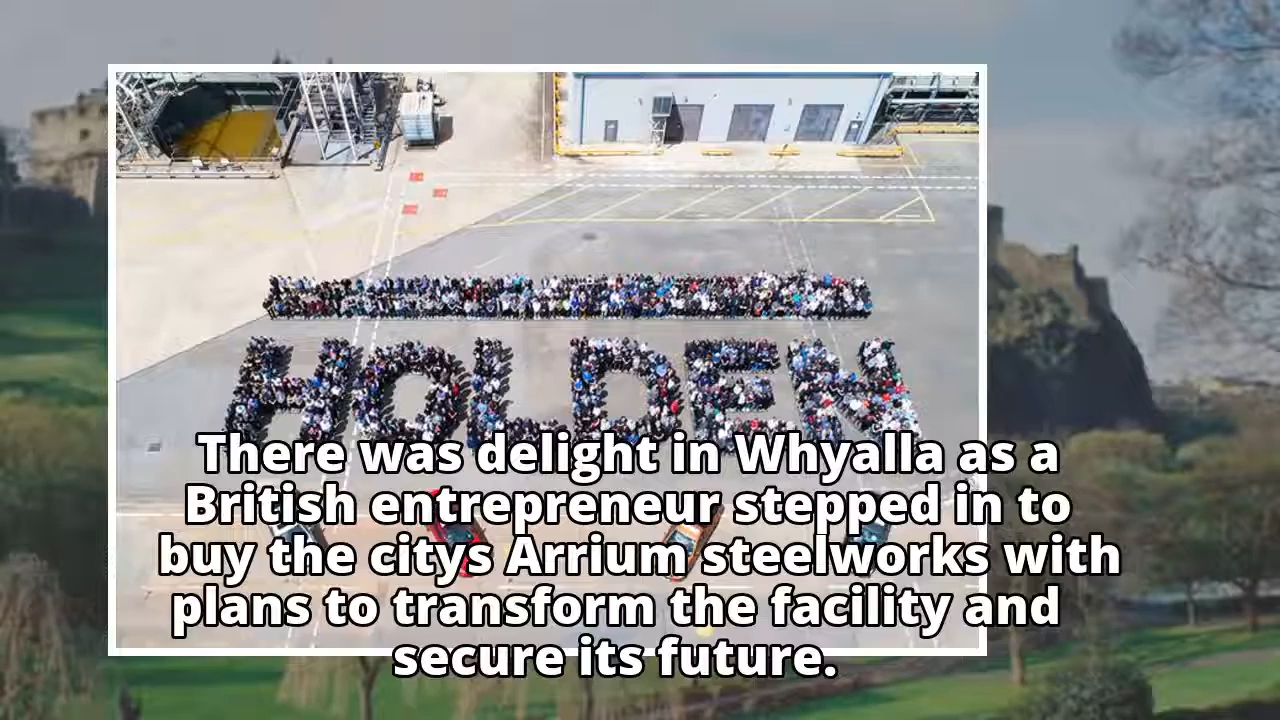 HOLDEN
There was delight in Whyalla as a
British entrepreneur stepped in to
buy the citys Arrium steelworks with
plans to transform the facility and
secure its future.